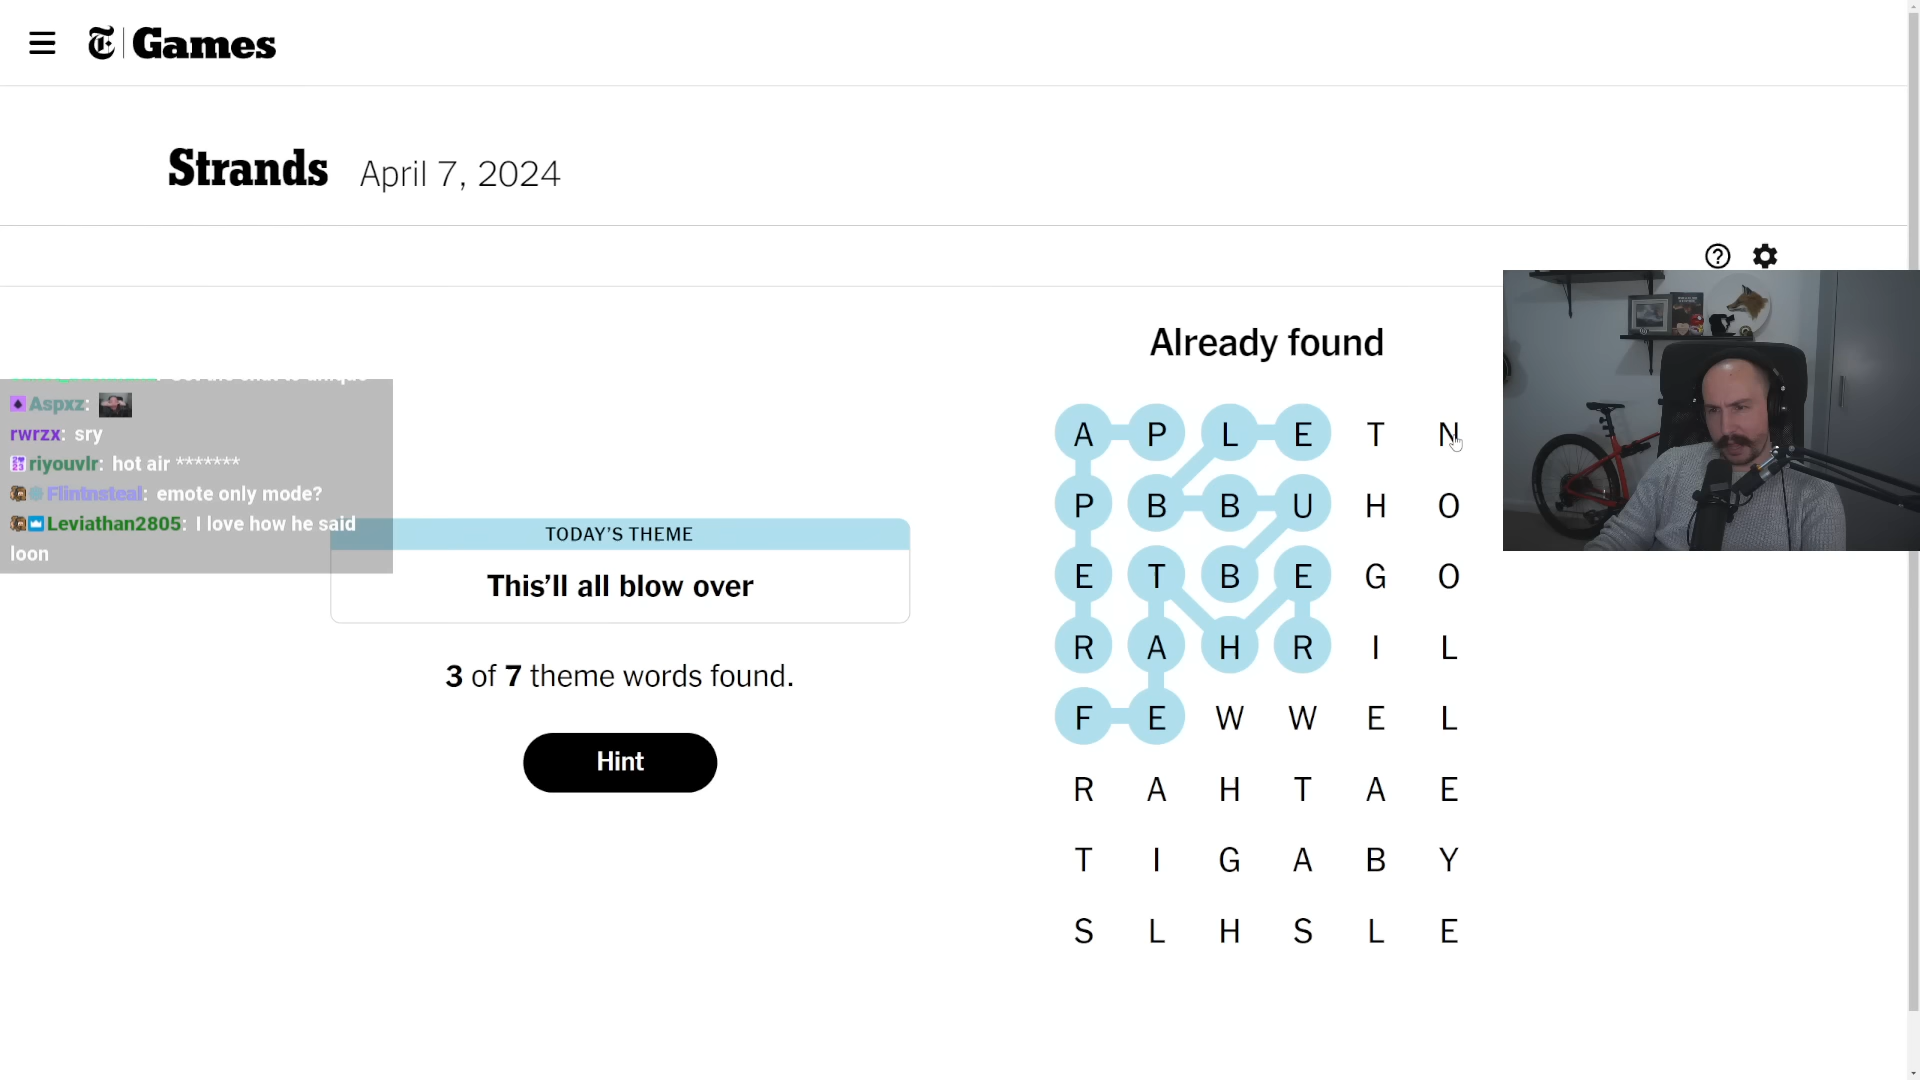 Games
Strands April 7, 2024
Already found
Aspxz:
rwrzx: sry
riyouvlr: hot air *******
Flintnsteal: emote only mode?
Leviathan2805: I love how he said
loon
TODAY'S THEME
This'll all blow over
3 of 7 theme words found.
Hint
A P L E T N
P B B U H O
E T B E G O
R A H R I L
F E W W E L
R A H T A E
T I G A B Y
S L H S L E